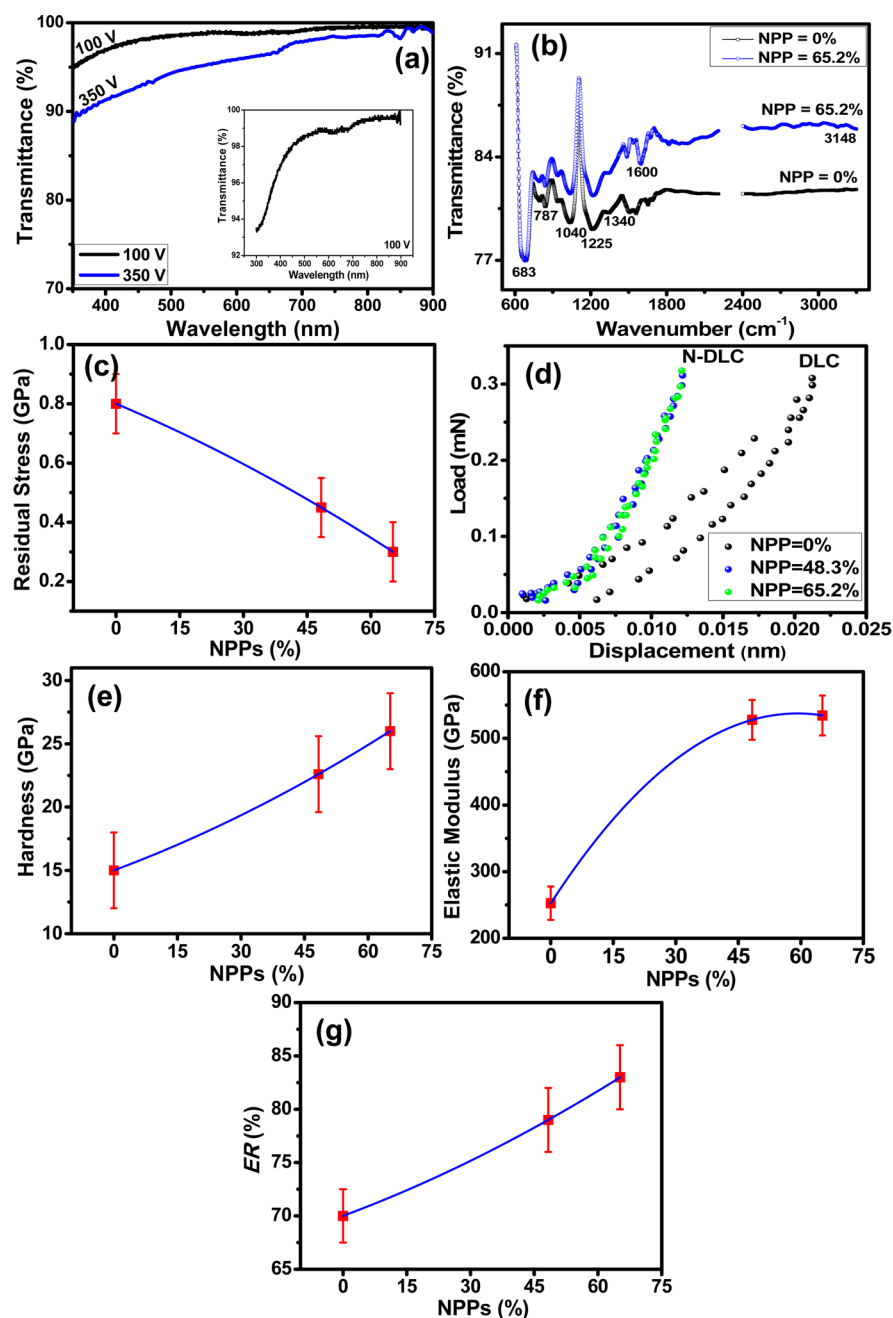 (a)
100 V
350 V
100
90
80
70
Transmittance (%)
400 500 600 700 800 900
Wavelength (nm)
100 V
350 V
100
99
98
96
94
92
Transmittance (%)
300 400 500 600 700 800 900
Wavelength (nm)
100 V
(b)
NPP = 0%
NPP = 65.2%
91
84
77
Transmittance (%)
NPP = 65.2%
3148
NPP = 0%
1600
787
1340
1040
1225
683
600 1200 1800 2400 3000
Wavenumber (cm⁻¹)
(c)
1.0
0.8
0.6
0.4
0.2
Residual Stress (GPa)
0 15 30 45 60 75
NPPs (%)
(d)
N-DLC
DLC
0.3
0.2
0.1
0.0
Load (mN)
NPP=0%
NPP=48.3%
NPP=65.2%
0.000 0.005 0.010 0.015 0.020 0.025
Displacement (nm)
(e)
30
25
20
15
10
Hardness (GPa)
0 15 30 45 60 75
NPPs (%)
(f)
600
500
400
300
200
Elastic Modulus (GPa)
0 15 30 45 60 75
NPPs (%)
(g)
90
85
80
75
70
65
ER (%)
0 15 30 45 60 75
NPPs (%)